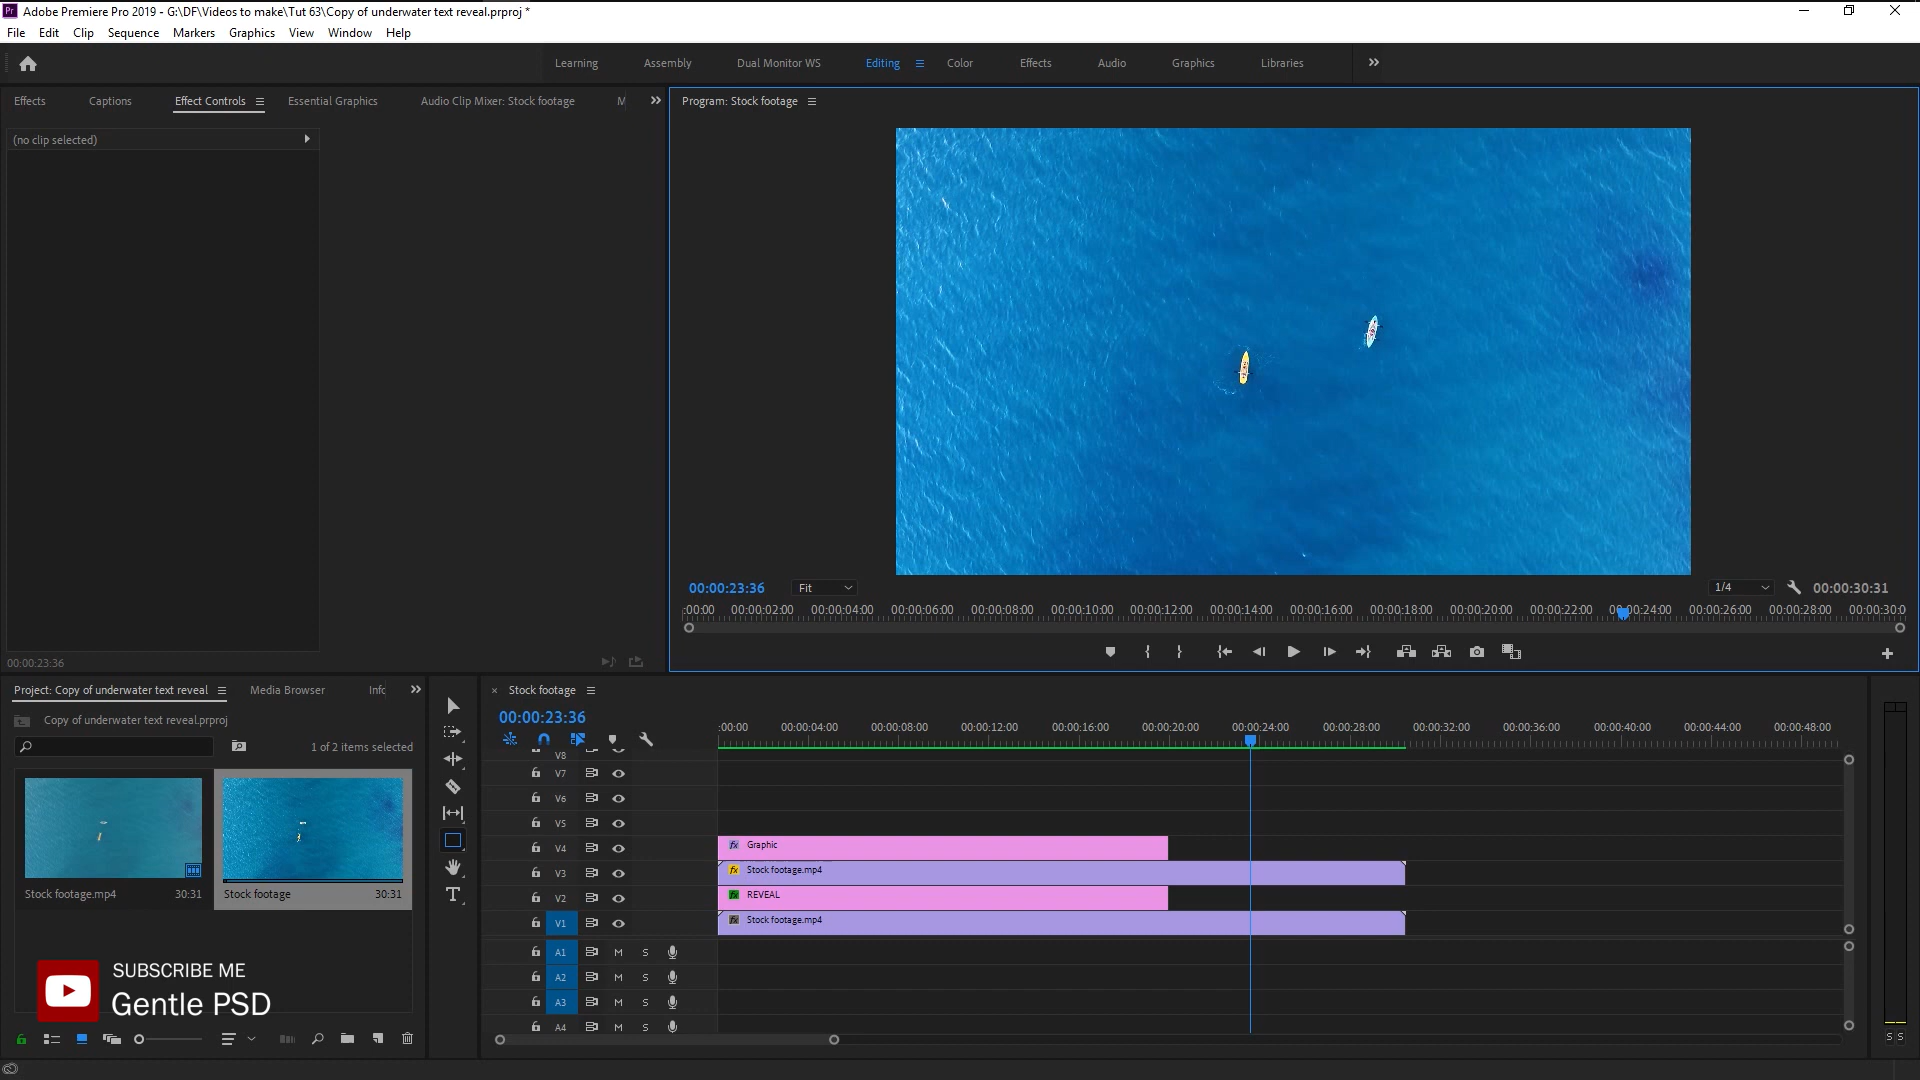 Adobe Premiere Pro 2019 - G:\DF\Videos to make\Tut 63\Copy of underwater text reveal.prproj *
File Edit Clip Sequence Markers Graphics View Window Help
Learning Assembly Dual Monitor WS Editing Color Effects Audio Graphics Libraries
Effects Captions Effect Controls Essential Graphics Audio Clip Mixer: Stock footage M
Program: Stock footage
(no clip selected)
00:00:23:36 Fit 1/4 00:00:30:31
:00:00 00:00:02:00 00:00:04:00 00:00:06:00 00:00:08:00 00:00:10:00 00:00:12:00 00:00:14:00 00:00:16:00 00:00:18:00 00:00:20:00 00:00:22:00 00:00:24:00 00:00:26:00 00:00:28:00 00:00:30:0
00:00:23:36
Project: Copy of underwater text reveal Media Browser Info
Copy of underwater text reveal.prproj
1 of 2 items selected
Stock footage.mp4 30:31
Stock footage 30:31
SUBSCRIBE ME
Gentle PSD
Stock footage
00:00:23:36
:00:00 00:00:04:00 00:00:08:00 00:00:12:00 00:00:16:00 00:00:20:00 00:00:24:00 00:00:28:00 00:00:32:00 00:00:36:00 00:00:40:00 00:00:44:00 00:00:48:00
V8
V7
V6
V5
V4 fx Graphic
V3 fx Stock footage.mp4
V2 fx REVEAL
V1 fx Stock footage.mp4
A1 M S
A2 M S
A3 M S
A4 M S
S S